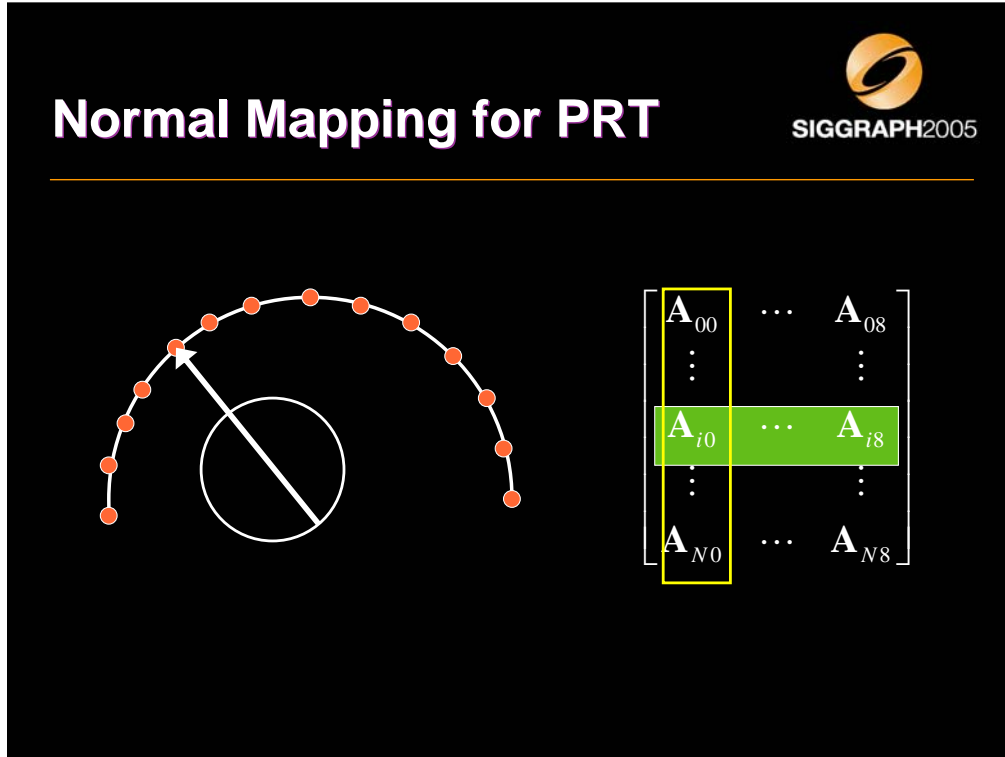 Normal Mapping for PRT
SIGGRAPH2005
A00 ⋯ A08
⋮ ⋮
Ai0 ⋯ Ai8
⋮ ⋮
AN0 ⋯ AN8